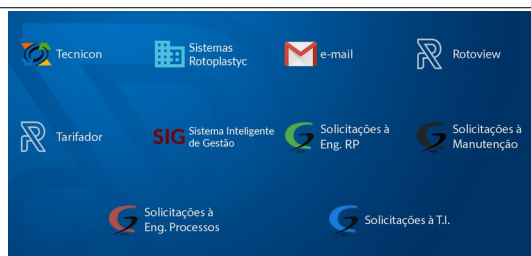 Tecnicon
Sistemas
Rotoplastyc
e-mail
Rotoview
Tarifador
SIG Sistema Inteligente
de Gestão
Solicitações à
Eng. RP
Solicitações à
Manutenção
Solicitações à
Eng. Processos
Solicitações à T.I.